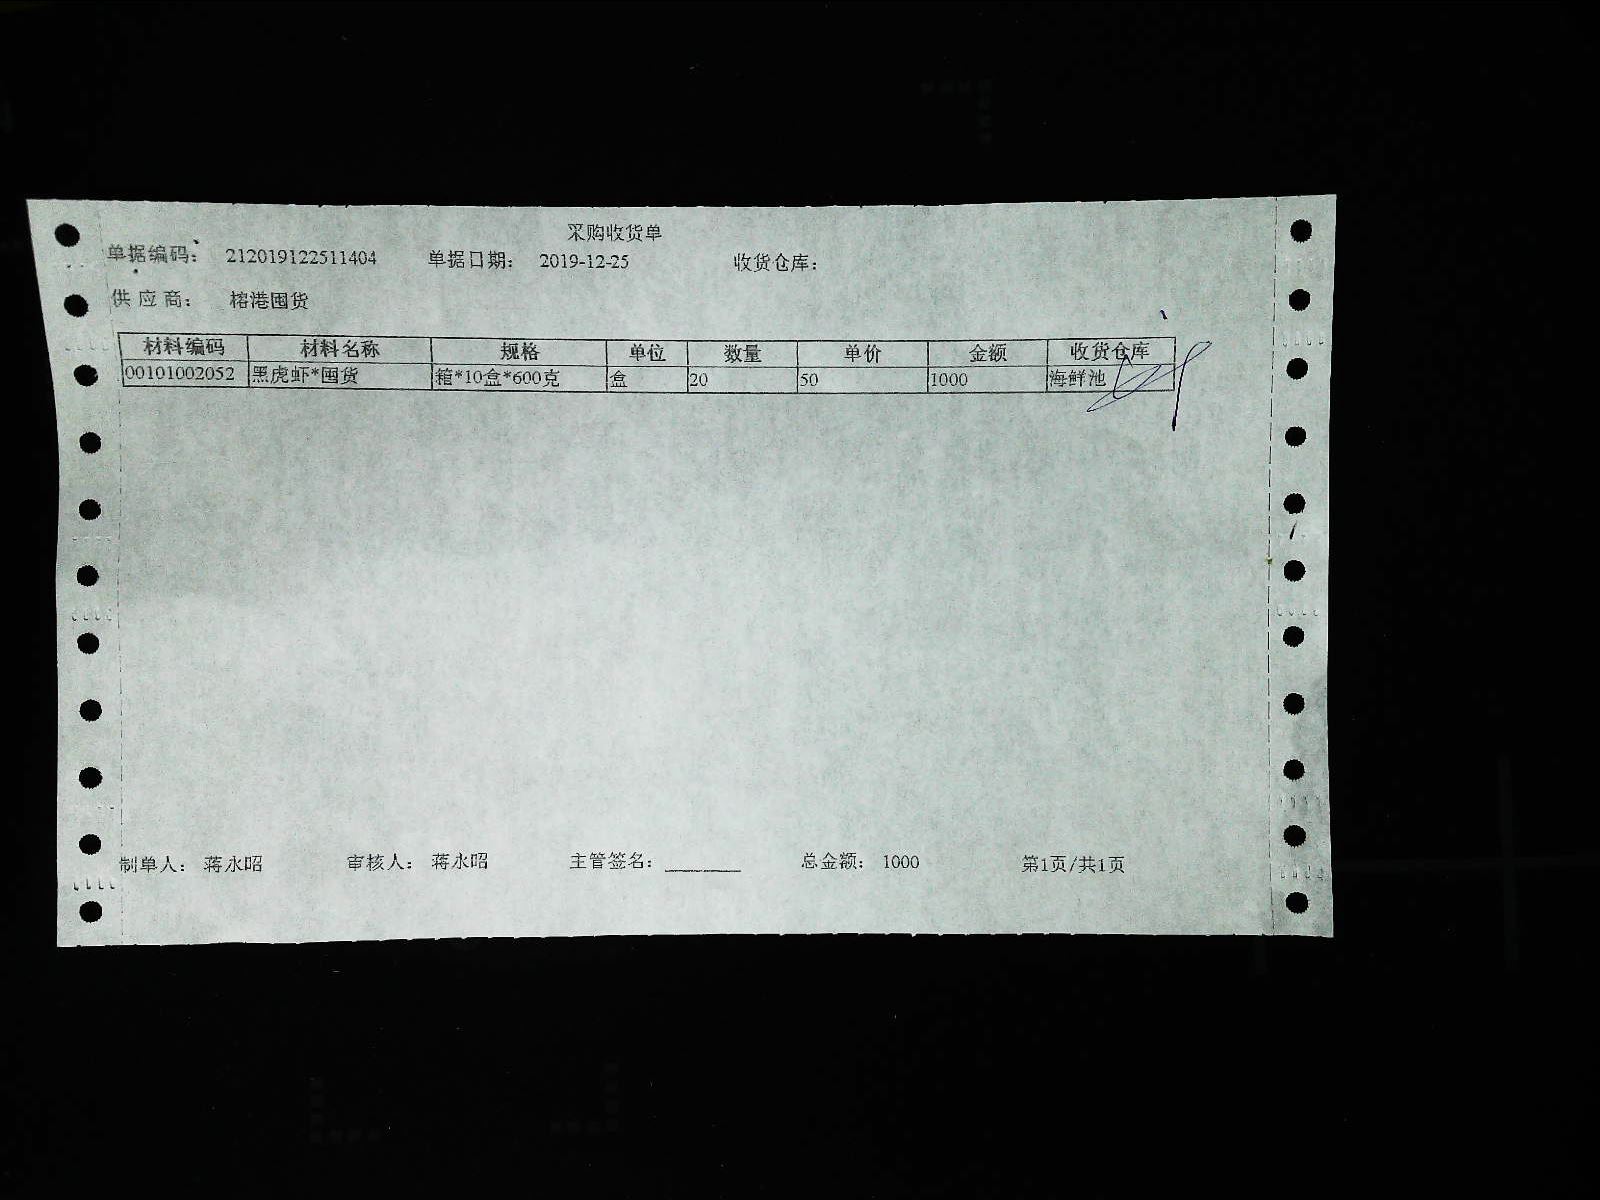 采购收货单
单据编码: 212019122511404 单据日期: 2019-12-25 收货仓库:
供应商: 榕港囤货
材料编码 材料名称 规格 单位 数量 单价 金额 收货仓库
00101002052 黑虎虾*囤货 箱*10盒*600克 盒 20 50 1000 海鲜池
制单人: 蒋永昭 审核人: 蒋永昭 主管签名: 总金额: 1000 第1页/共1页